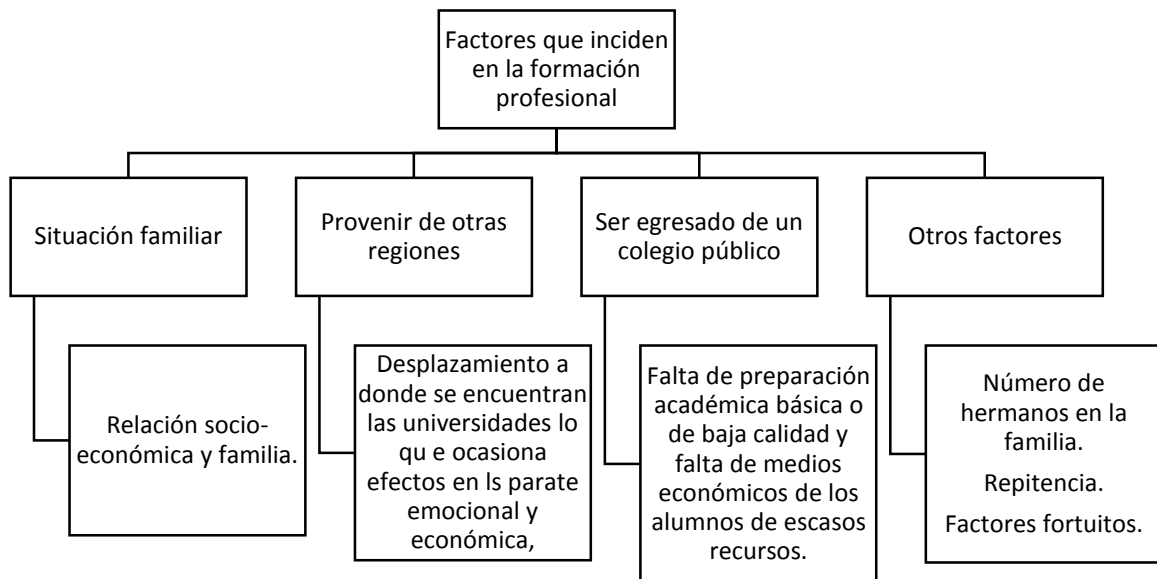 Factores que inciden
en la formación
profesional
Situación familiar
Provenir de otras
regiones
Ser egresado de un
colegio público
Otros factores
Relación socio-
económica y familia.
Desplazamiento a
donde se encuentran
las universidades lo
qu e ocasiona
efectos en ls parate
emocional y
económica,
Falta de preparación
académica básica o
de baja calidad y
falta de medios
económicos de los
alumnos de escasos
recursos.
Número de
hermanos en la
familia.
Repitencia.
Factores fortuitos.